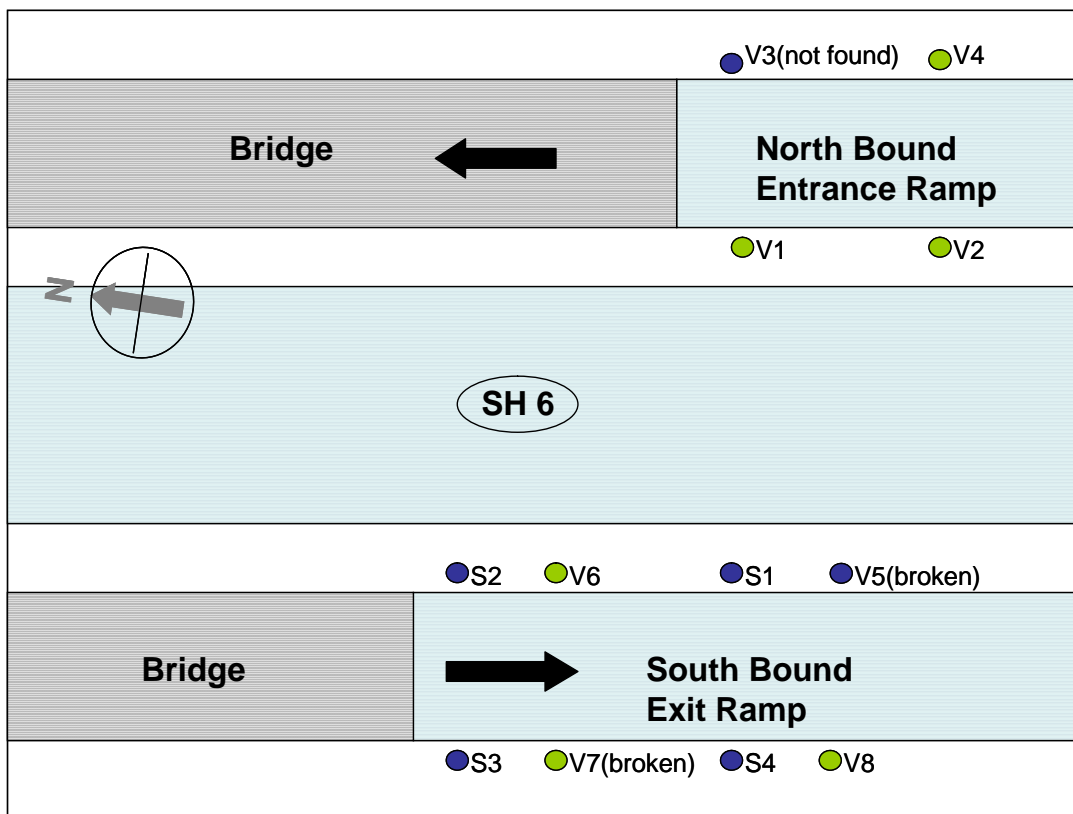 V3(not found)
V4
Bridge
North Bound
Entrance Ramp
V1
V2
N
SH 6
S2
V6
S1
V5(broken)
Bridge
South Bound
Exit Ramp
S3
V7(broken)
S4
V8